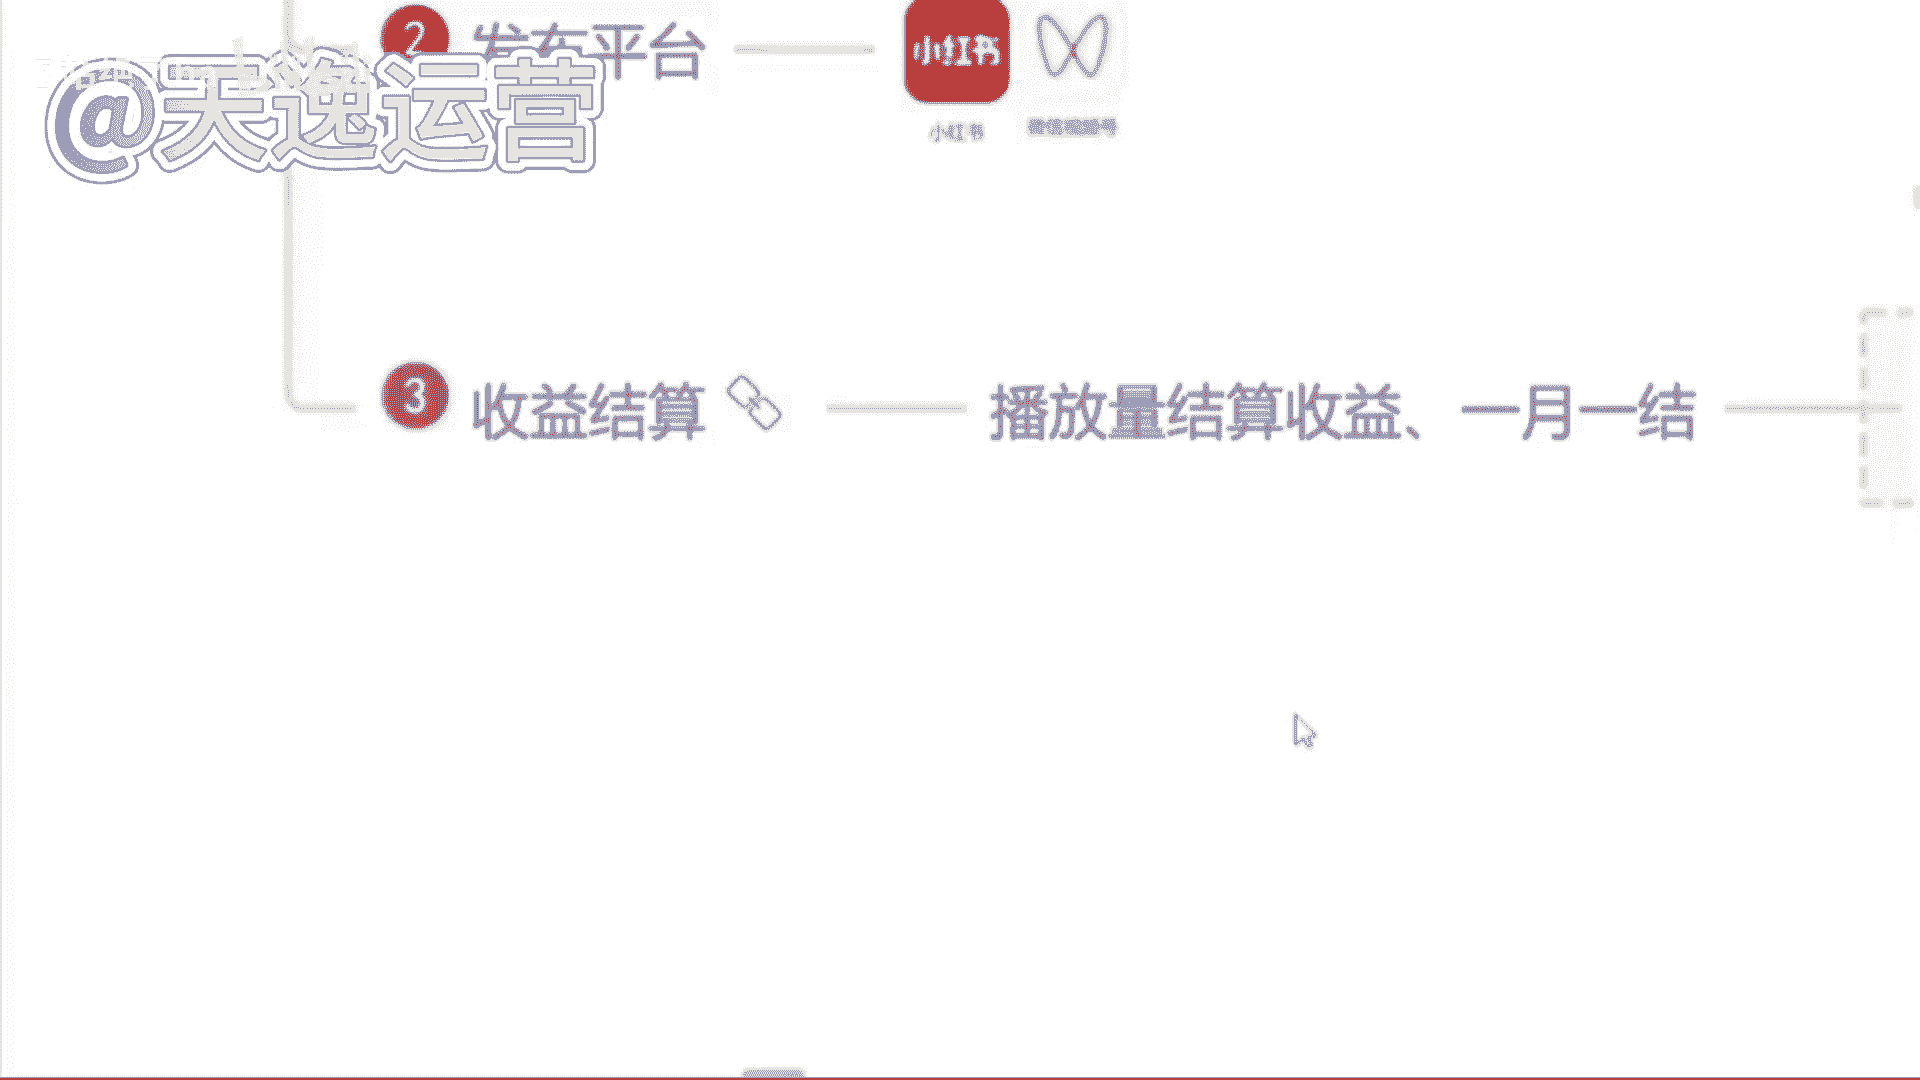 2 发布平台
小红书
小红书 微信视频号
@天逸运营
3 收益结算 播放量结算收益、一月一结